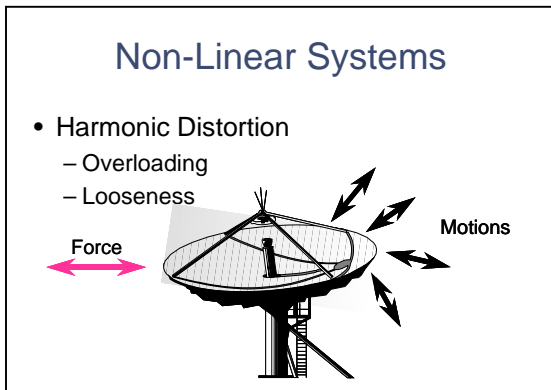 Non-Linear Systems
• Harmonic Distortion
– Overloading
– Looseness
Motions
Force